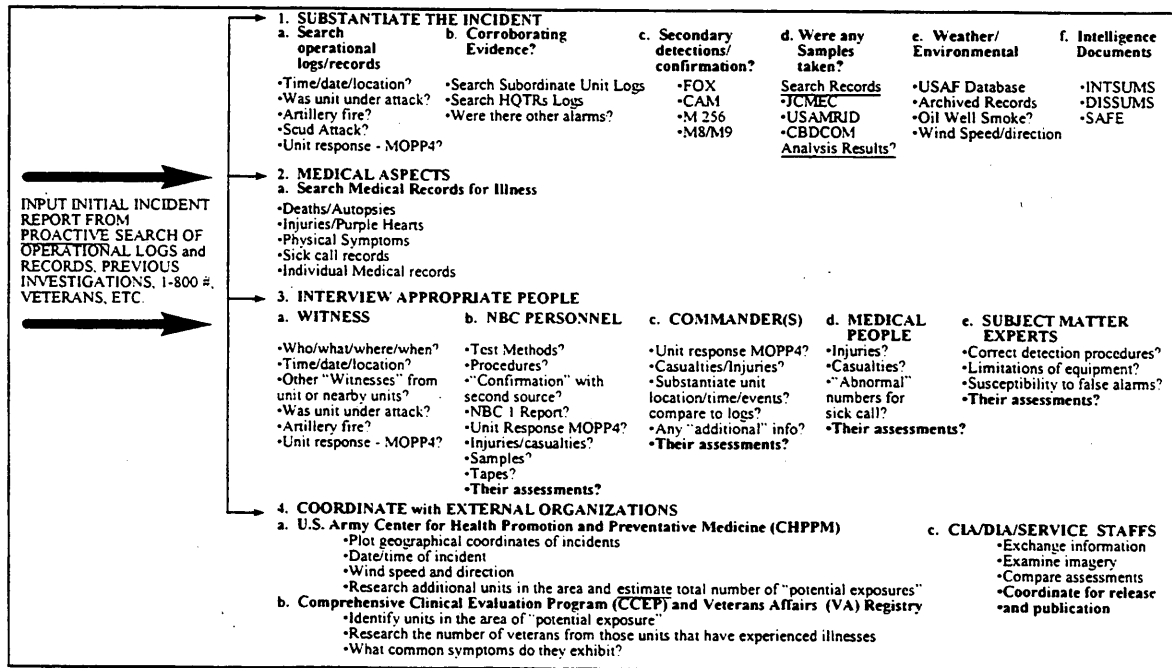 1. SUBSTANTIATE THE INCIDENT
a. Search operational logs/records
•Time/date/location?
•Was unit under attack?
•Artillery fire?
•Scud Attack?
•Unit response - MOPP4?
b. Corroborating Evidence?
•Search Subordinate Unit Logs
•Search HQTRs Logs
•Were there other alarms?
c. Secondary detections/ confirmation?
•FOX
•CAM
•M 256
•M8/M9
d. Were any Samples taken?
Search Records
•JCMEC
•USAMRID
•CBDCOM
Analysis Results?
e. Weather/ Environmental
•USAF Database
•Archived Records
•Oil Well Smoke?
•Wind Speed/direction
f. Intelligence Documents
•INTSUMS
•DISSUMS
•SAFE
INPUT INITIAL INCIDENT
REPORT FROM
PROACTIVE SEARCH OF
OPERATIONAL LOGS and
RECORDS, PREVIOUS
INVESTIGATIONS, 1-800 #,
VETERANS, ETC.
2. MEDICAL ASPECTS
a. Search Medical Records for Illness
•Deaths/Autopsies
•Injuries/Purple Hearts
•Physical Symptoms
•Sick call records
•Individual Medical records
3. INTERVIEW APPROPRIATE PEOPLE
a. WITNESS
•Who/what/where/when?
•Time/date/location?
•Other "Witnesses" from
unit or nearby units?
•Was unit under attack?
•Artillery fire?
•Unit response - MOPP4?
b. NBC PERSONNEL
•Test Methods?
•Procedures?
•"Confirmation" with
second source?
•NBC 1 Report?
•Unit Response MOPP4?
•Injuries/casualties?
•Samples?
•Tapes?
•Their assessments?
c. COMMANDER(S)
•Unit response MOPP4?
•Casualties/Injuries?
•Substantiate unit
location/time/events?
compare to logs?
•Any "additional" info?
•Their assessments?
d. MEDICAL PEOPLE
•Injuries?
•Casualties?
•"Abnormal"
numbers for
sick call?
•Their assessments?
e. SUBJECT MATTER EXPERTS
•Correct detection procedures?
•Limitations of equipment?
•Susceptibility to false alarms?
•Their assessments?
4. COORDINATE with EXTERNAL ORGANIZATIONS
a. U.S. Army Center for Health Promotion and Preventative Medicine (CHPPM)
•Plot geographical coordinates of incidents
•Date/time of incident
•Wind speed and direction
•Research additional units in the area and estimate total number of "potential exposures"
b. Comprehensive Clinical Evaluation Program (CCEP) and Veterans Affairs (VA) Registry
•Identify units in the area of "potential exposure"
•Research the number of veterans from those units that have experienced illnesses
•What common symptoms do they exhibit?
c. CIA/DIA/SERVICE STAFFS
•Exchange information
•Examine imagery
•Compare assessments
•Coordinate for release
•and publication